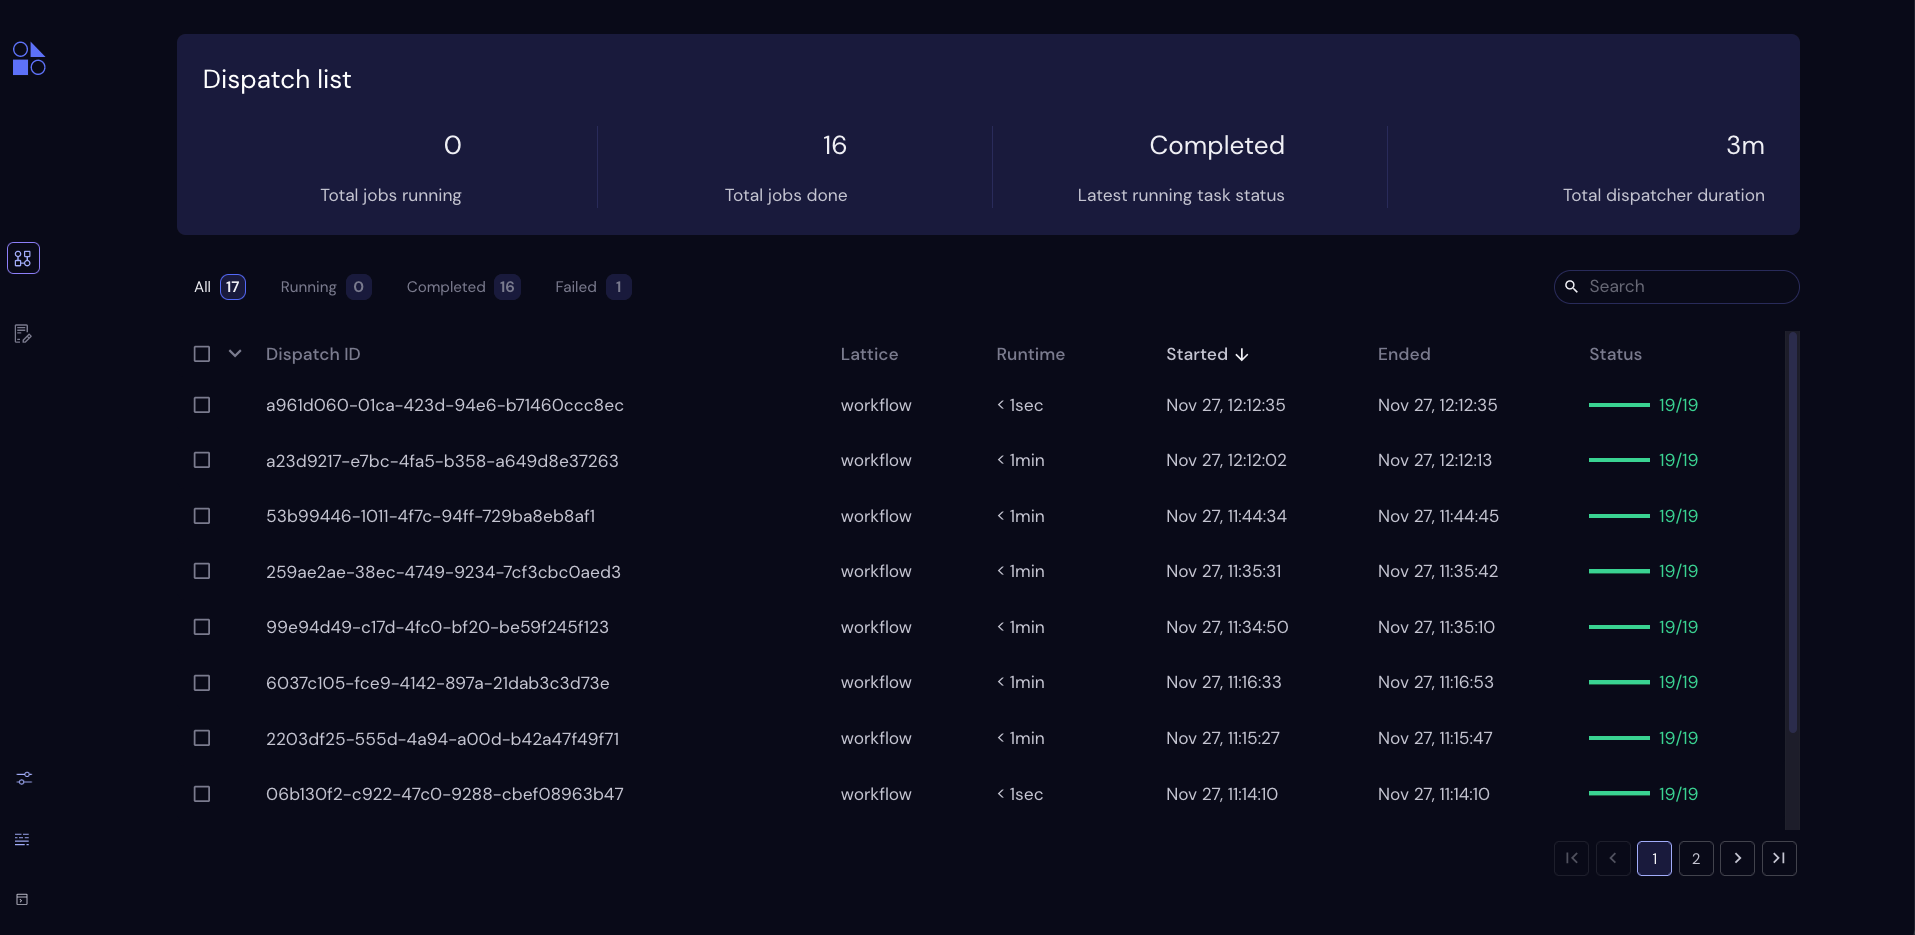 Dispatch list
0 16 Completed 3m
Total jobs running Total jobs done Latest running task status Total dispatcher duration
All 17 Running 0 Completed 16 Failed 1 Search
Dispatch ID Lattice Runtime Started Ended Status
a961d060-01ca-423d-94e6-b71460ccc8ec workflow < 1sec Nov 27, 12:12:35 Nov 27, 12:12:35 19/19
a23d9217-e7bc-4fa5-b358-a649d8e37263 workflow < 1min Nov 27, 12:12:02 Nov 27, 12:12:13 19/19
53b99446-1011-4f7c-94ff-729ba8eb8af1 workflow < 1min Nov 27, 11:44:34 Nov 27, 11:44:45 19/19
259ae2ae-38ec-4749-9234-7cf3cbc0aed3 workflow < 1min Nov 27, 11:35:31 Nov 27, 11:35:42 19/19
99e94d49-c17d-4fc0-bf20-be59f245f123 workflow < 1min Nov 27, 11:34:50 Nov 27, 11:35:10 19/19
6037c105-fce9-4142-897a-21dab3c3d73e workflow < 1min Nov 27, 11:16:33 Nov 27, 11:16:53 19/19
2203df25-555d-4a94-a00d-b42a47f49f71 workflow < 1min Nov 27, 11:15:27 Nov 27, 11:15:47 19/19
06b130f2-c922-47c0-9288-cbef08963b47 workflow < 1sec Nov 27, 11:14:10 Nov 27, 11:14:10 19/19
1 2